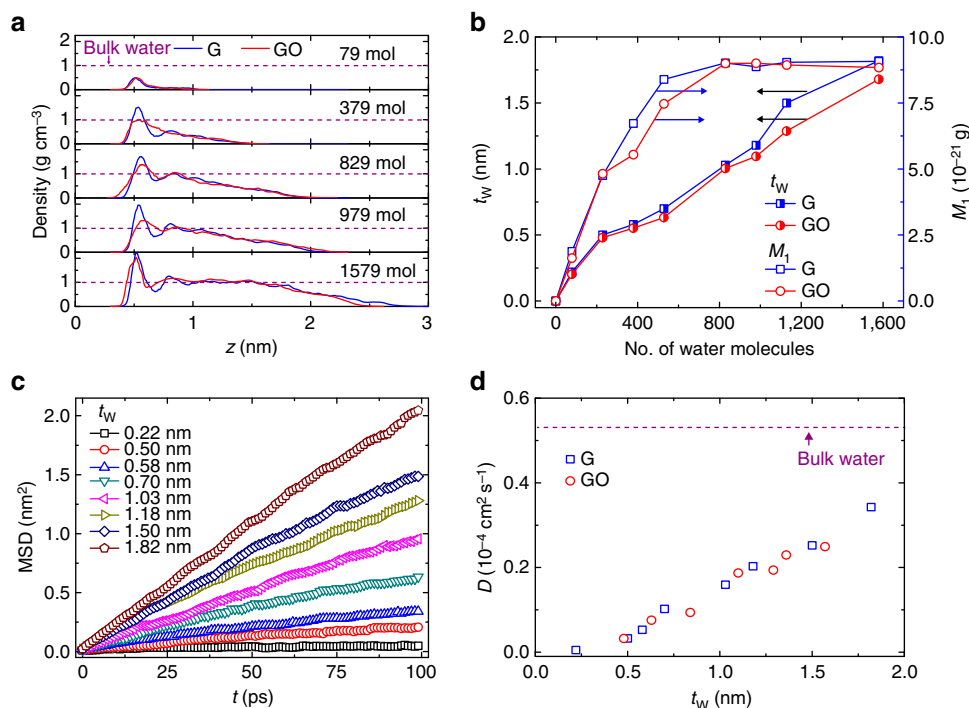 a
Bulk water
G
GO
79 mol
379 mol
829 mol
979 mol
1579 mol
2
1
0
1
0
1
0
1
0
1
0
Density (g cm⁻³)
0 1 2 3
z (nm)
b
2.0
1.5
1.0
0.5
0.0
t_W (nm)
10.0
7.5
5.0
2.5
0.0
M₁ (10⁻²¹ g)
t_W
G
GO
M₁
G
GO
0 400 800 1,200 1,600
No. of water molecules
c
t_W
0.22 nm
0.50 nm
0.58 nm
0.70 nm
1.03 nm
1.18 nm
1.50 nm
1.82 nm
2.0
1.5
1.0
0.5
0.0
MSD (nm²)
0 25 50 75 100
t (ps)
d
0.6
0.4
0.2
0.0
D (10⁻⁴ cm² s⁻¹)
G
GO
Bulk water
0.0 0.5 1.0 1.5 2.0
t_W (nm)